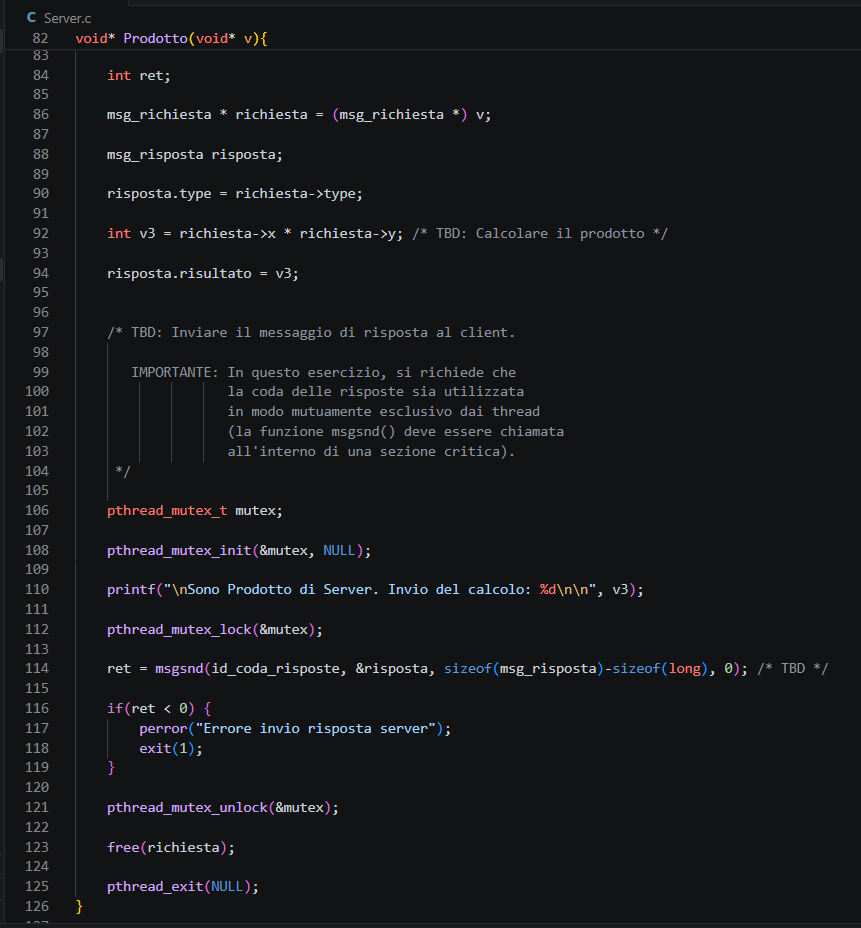 C Server.c
82 void* Prodotto(void* v){
83
84 int ret;
85
86 msg_richiesta * richiesta = (msg_richiesta *) v;
87
88 msg_risposta risposta;
89
90 risposta.type = richiesta->type;
91
92 int v3 = richiesta->x * richiesta->y; /* TBD: Calcolare il prodotto */
93
94 risposta.risultato = v3;
95
96
97 /* TBD: Inviare il messaggio di risposta al client.
98
99 IMPORTANTE: In questo esercizio, si richiede che
100 la coda delle risposte sia utilizzata
101 in modo mutuamente esclusivo dai thread
102 (la funzione msgsnd() deve essere chiamata
103 all'interno di una sezione critica).
104 */
105
106 pthread_mutex_t mutex;
107
108 pthread_mutex_init(&mutex, NULL);
109
110 printf("\nSono Prodotto di Server. Invio del calcolo: %d\n\n", v3);
111
112 pthread_mutex_lock(&mutex);
113
114 ret = msgsnd(id_coda_risposte, &risposta, sizeof(msg_risposta)-sizeof(long), 0); /* TBD */
115
116 if(ret < 0) {
117 perror("Errore invio risposta server");
118 exit(1);
119 }
120
121 pthread_mutex_unlock(&mutex);
122
123 free(richiesta);
124
125 pthread_exit(NULL);
126 }